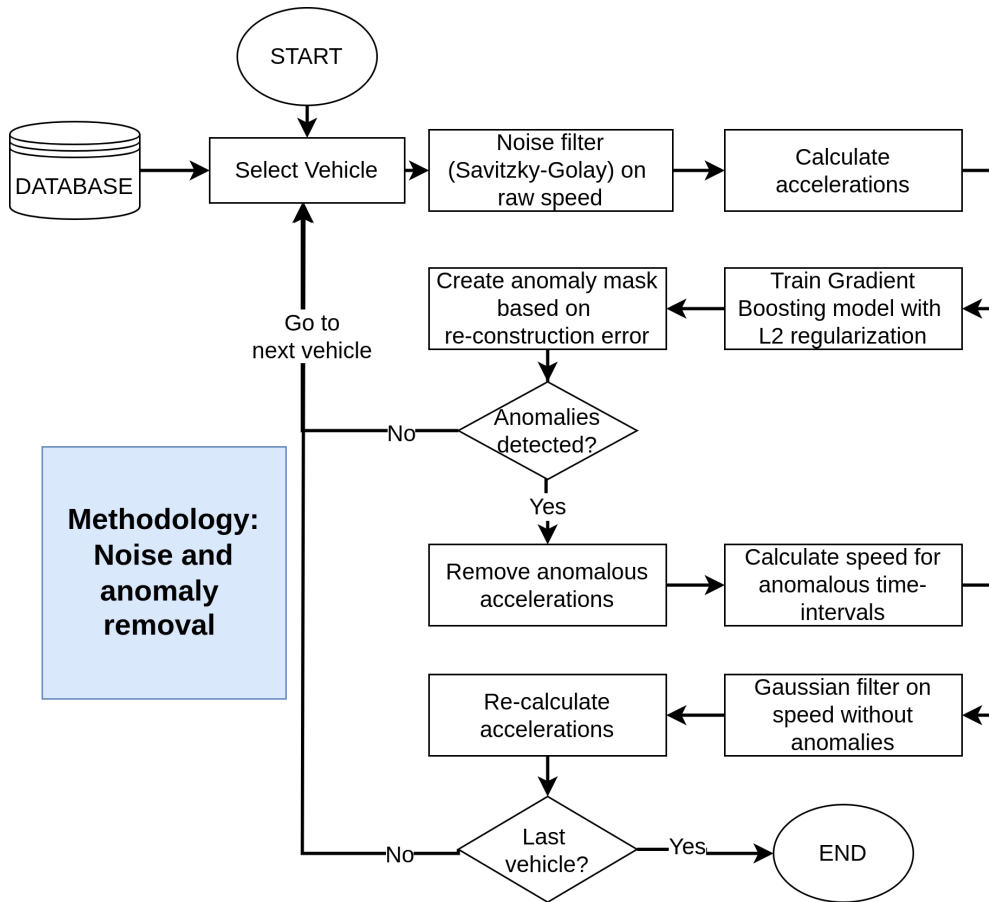 START
DATABASE
Select Vehicle
Noise filter
(Savitzky-Golay) on
raw speed
Calculate
accelerations
Train Gradient
Boosting model with
L2 regularization
Create anomaly mask
based on
re-construction error
Go to
next vehicle
Anomalies
detected?
No
Yes
Methodology:
Noise and
anomaly
removal
Remove anomalous
accelerations
Calculate speed for
anomalous time-
intervals
Gaussian filter on
speed without
anomalies
Re-calculate
accelerations
Last
vehicle?
No
Yes
END